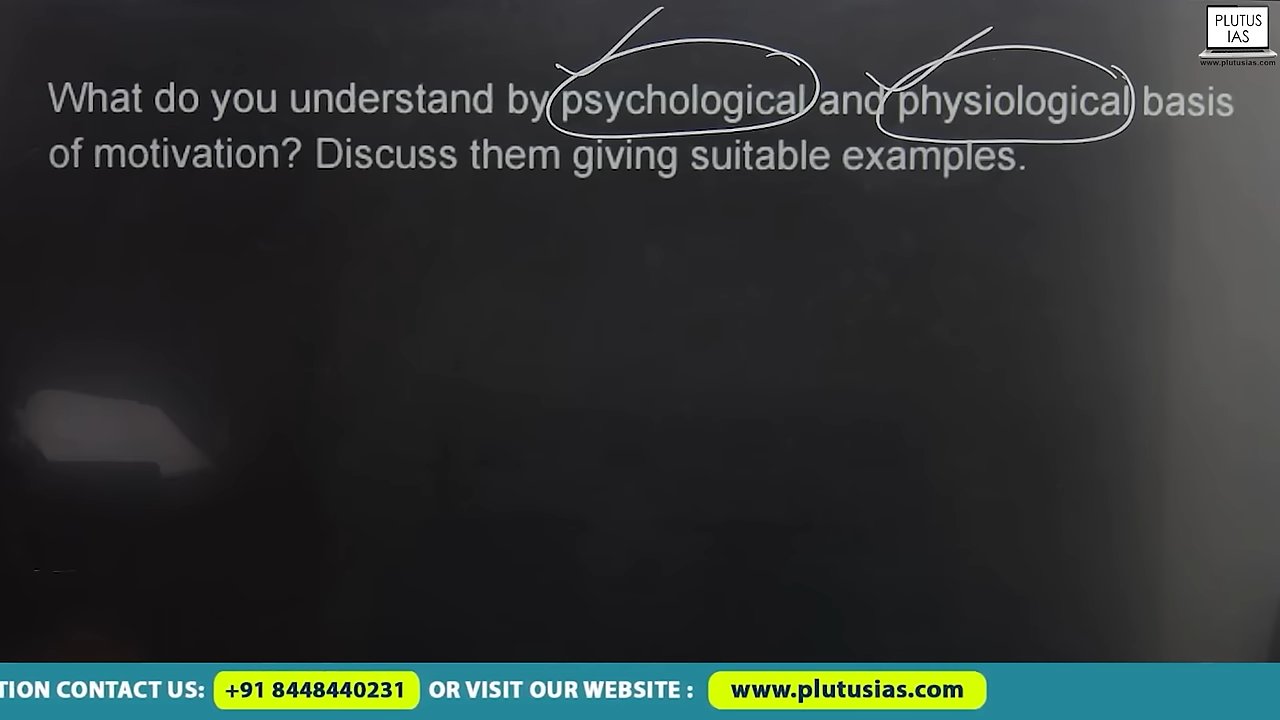 PLUTUS
IAS
www.plutusias.com
What do you understand by psychological and physiological basis
of motivation? Discuss them giving suitable examples.
TION CONTACT US: +91 8448440231 OR VISIT OUR WEBSITE : www.plutusias.com